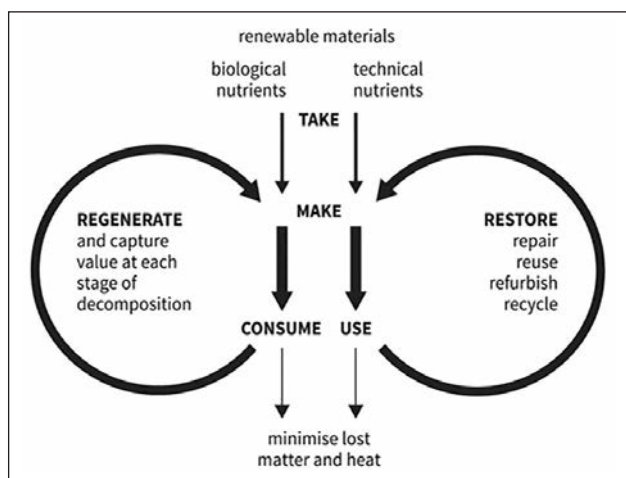 renewable materials
biological
nutrients
technical
nutrients
TAKE
MAKE
REGENERATE
and capture
value at each
stage of
decomposition
RESTORE
repair
reuse
refurbish
recycle
CONSUME USE
minimise lost
matter and heat